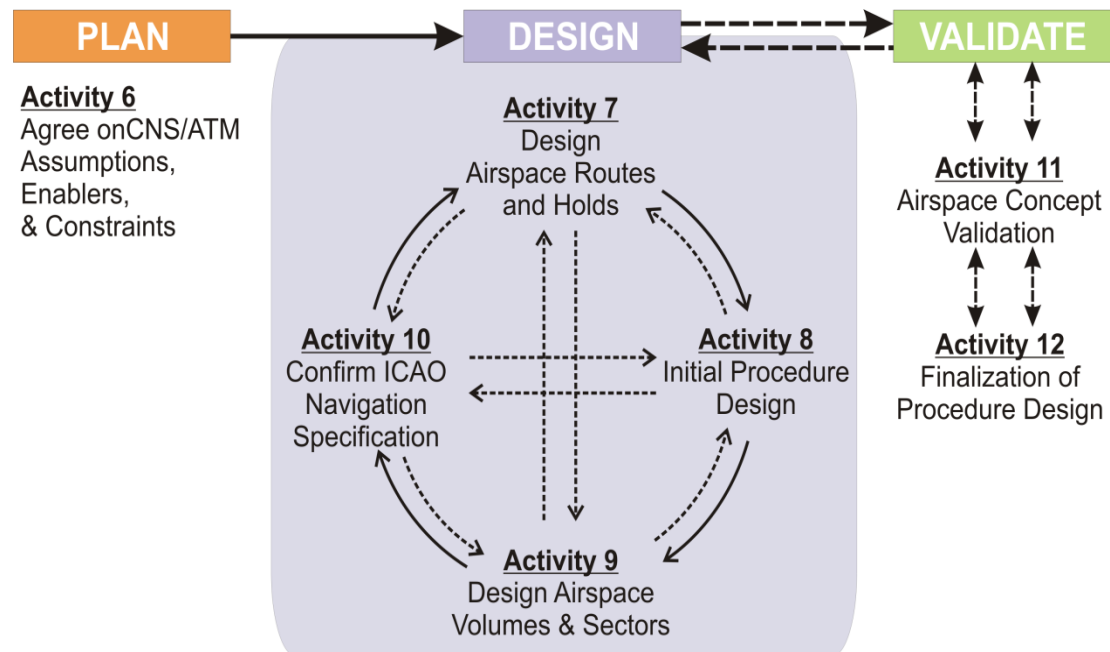 PLAN
DESIGN
VALIDATE
Activity 6
Agree onCNS/ATM
Assumptions,
Enablers,
& Constraints
Activity 7
Design
Airspace Routes
and Holds
Activity 10
Confirm ICAO
Navigation
Specification
Activity 8
Initial Procedure
Design
Activity 9
Design Airspace
Volumes & Sectors
Activity 11
Airspace Concept
Validation
Activity 12
Finalization of
Procedure Design